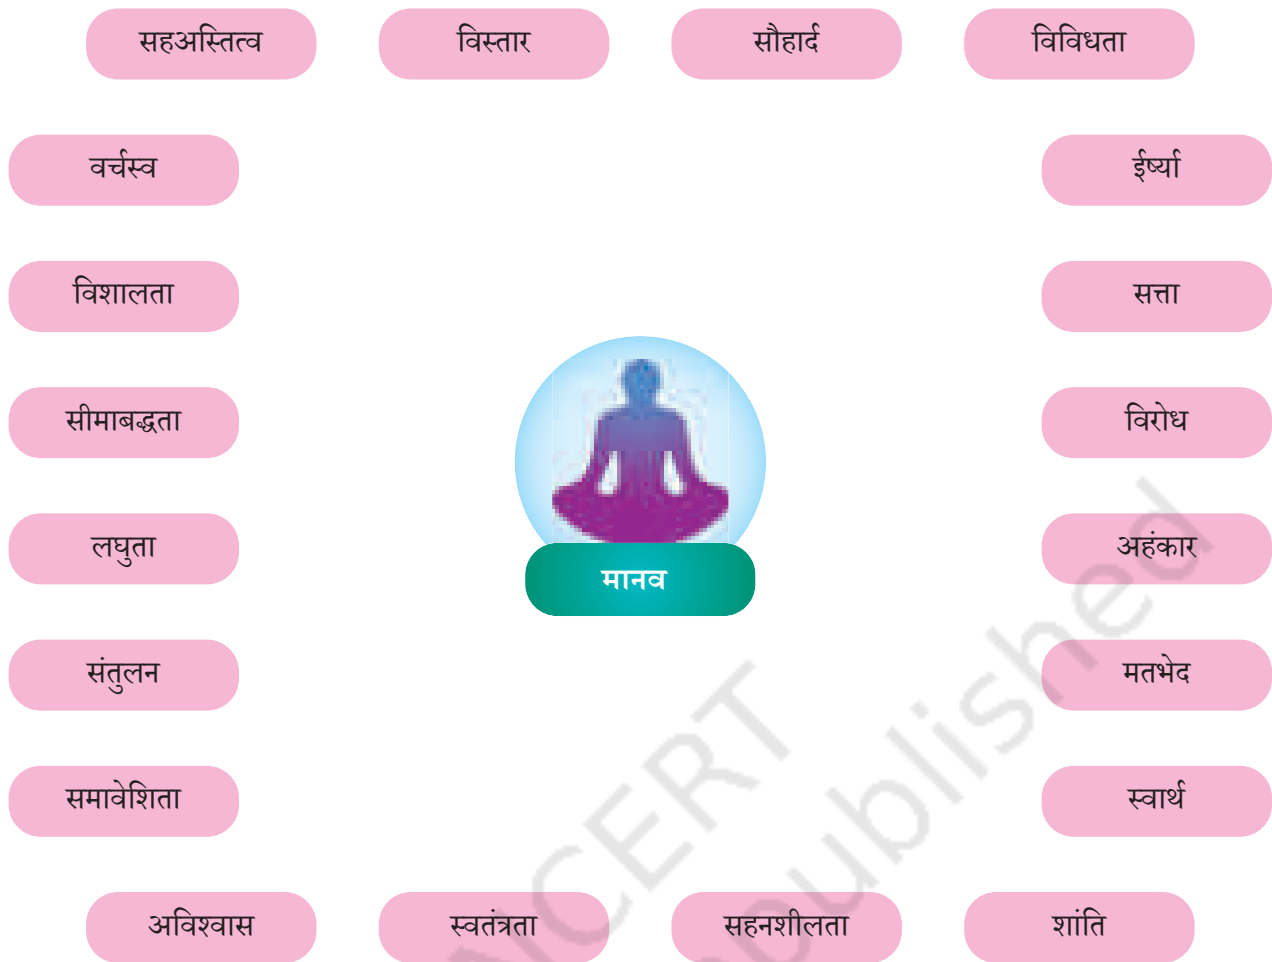 सहअस्तित्व विस्तार सौहार्द विविधता
वर्चस्व ईर्ष्या
विशालता सत्ता
सीमाबद्धता विरोध
लघुता अहंकार
मानव
संतुलन मतभेद
समावेशिता स्वार्थ
अविश्वास स्वतंत्रता सहनशीलता शांति
NCERT
published